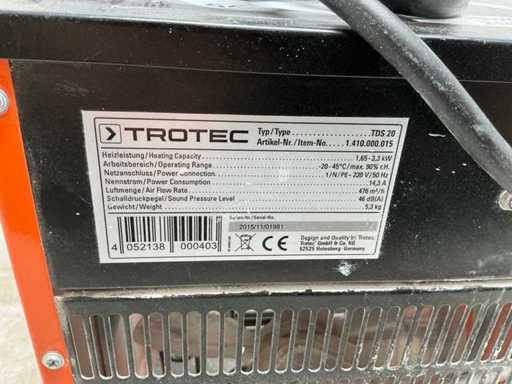 TROTEC
Typ/Type ................. TDS 20
Artikel-Nr./Item-No. .... 1.410.000.015
Heizleistung/Heating Capacity ................. 1,65- 3,3 kW
Arbeitsbereich/Operating Range ................. -20- 45°C/max. 90% r.H.
Netzanschluss/Power Connection ................. 1/N/PE~ 230 V/50 Hz
Nennstrom/Power Consumption ................. 14,3 A
Luftmenge/Air Flow Rate ................. 476 m³/h
Schalldruckpegel/Sound Pressure Level ................. 46 dB(A)
Gewicht/Weight ................. 5,3 kg
4 052138 000403
Serien-Nr./Serial-No.
2015/11/01981
CE
Design and Quality by Trotec
Trotec GmbH & Co. KG
52525 Heinsberg-Germany